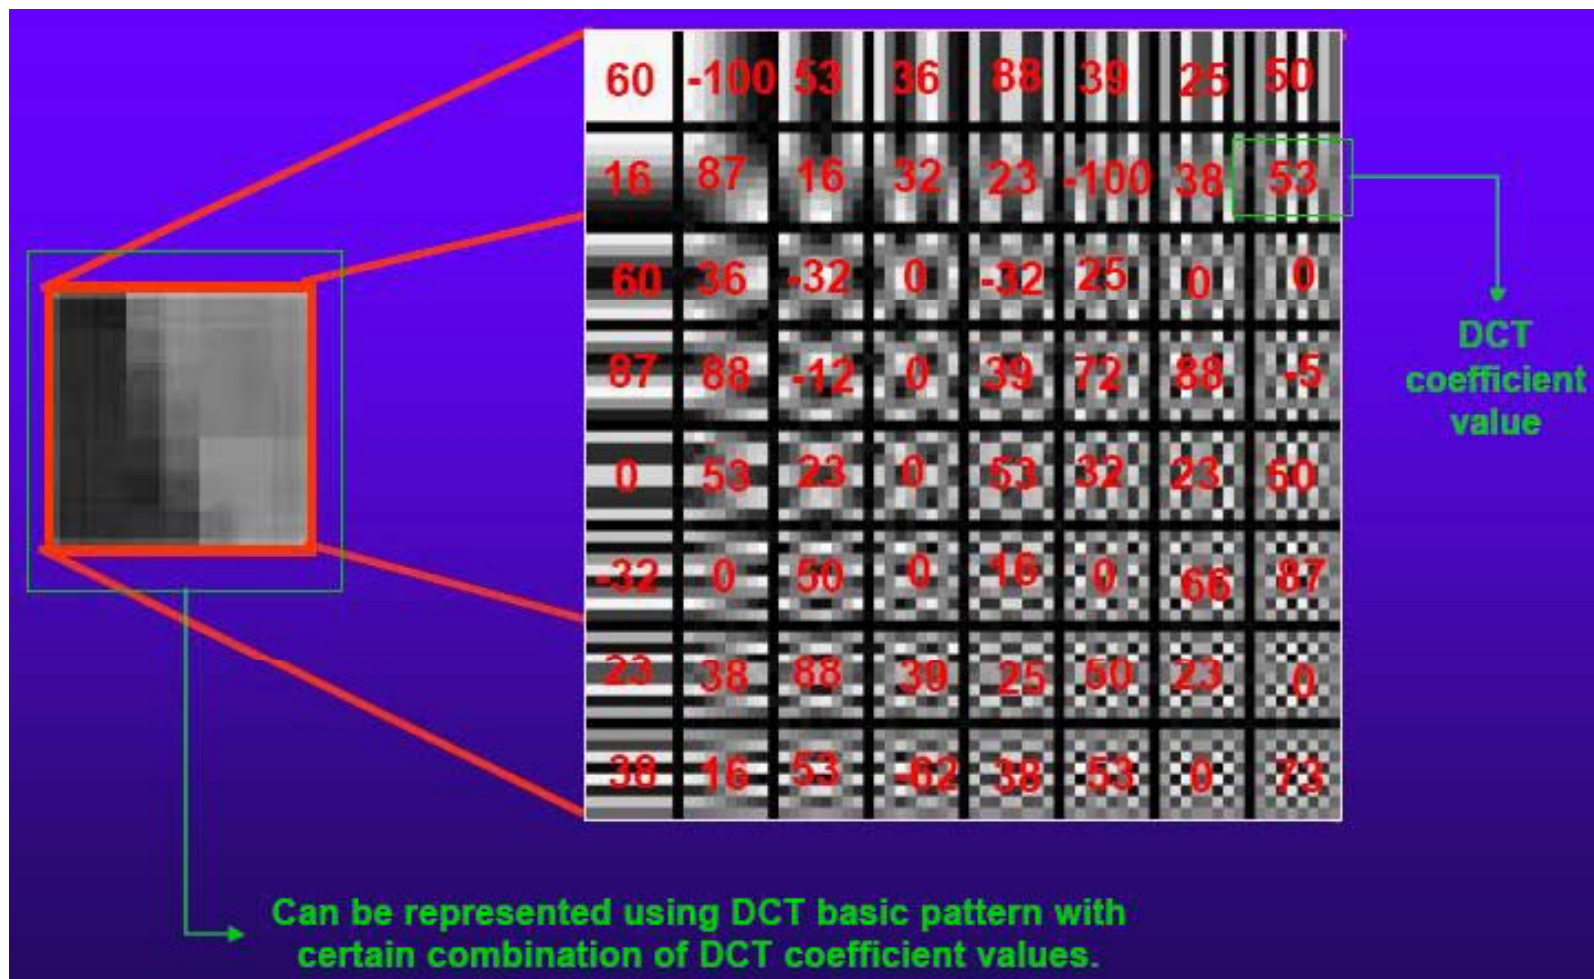 60 -100 53 36 88 39 25 50
16 87 16 32 23 -100 38 53
60 36 -32 0 -32 25 0 0
87 88 -12 0 39 72 88 -5
0 53 23 0 53 32 23 60
-32 0 50 0 16 0 66 87
23 38 88 39 25 50 23 0
38 16 53 -62 38 53 0 73
DCT
coefficient
value
Can be represented using DCT basic pattern with
certain combination of DCT coefficient values.